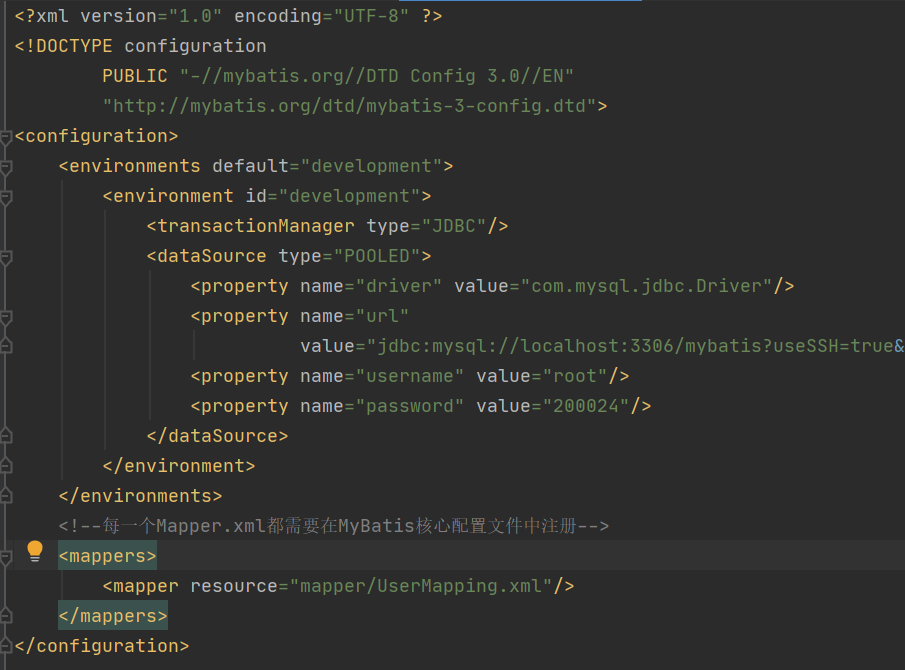 <?xml version="1.0" encoding="UTF-8" ?>
<!DOCTYPE configuration
        PUBLIC "-//mybatis.org//DTD Config 3.0//EN"
        "http://mybatis.org/dtd/mybatis-3-config.dtd">
<configuration>
    <environments default="development">
        <environment id="development">
            <transactionManager type="JDBC"/>
            <dataSource type="POOLED">
                <property name="driver" value="com.mysql.jdbc.Driver"/>
                <property name="url"
                          value="jdbc:mysql://localhost:3306/mybatis?useSSH=true&
                <property name="username" value="root"/>
                <property name="password" value="200024"/>
            </dataSource>
        </environment>
    </environments>
    <!--每一个Mapper.xml都需要在MyBatis核心配置文件中注册-->
    <mappers>
        <mapper resource="mapper/UserMapping.xml"/>
    </mappers>
</configuration>